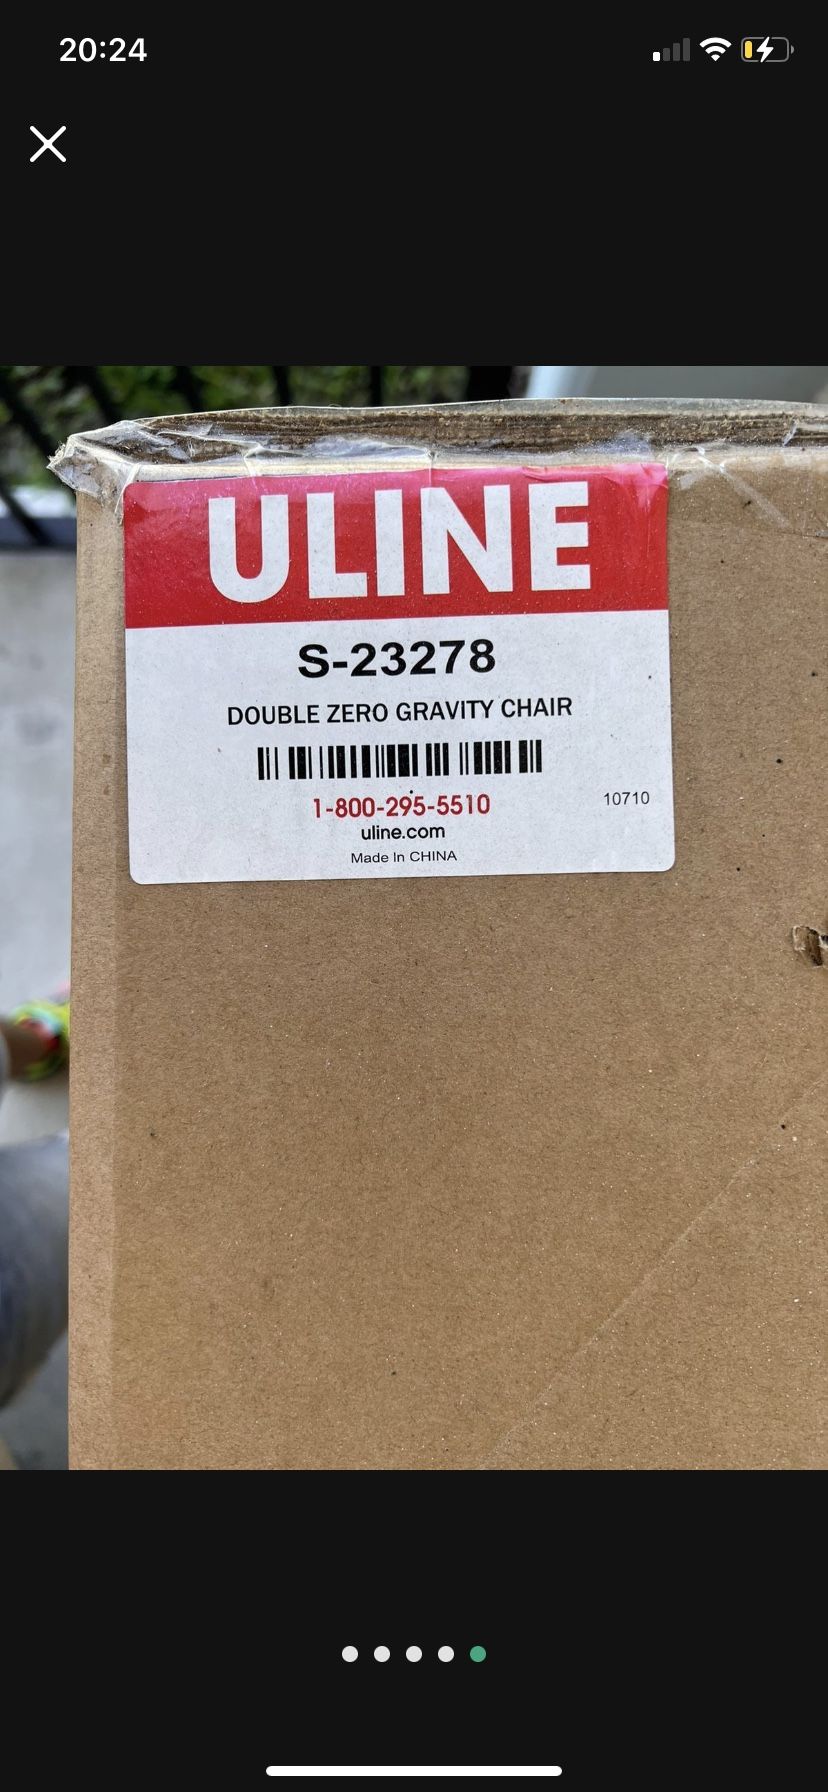 20:24
ULINE
S-23278
DOUBLE ZERO GRAVITY CHAIR
1-800-295-5510
10710
uline.com
Made In CHINA